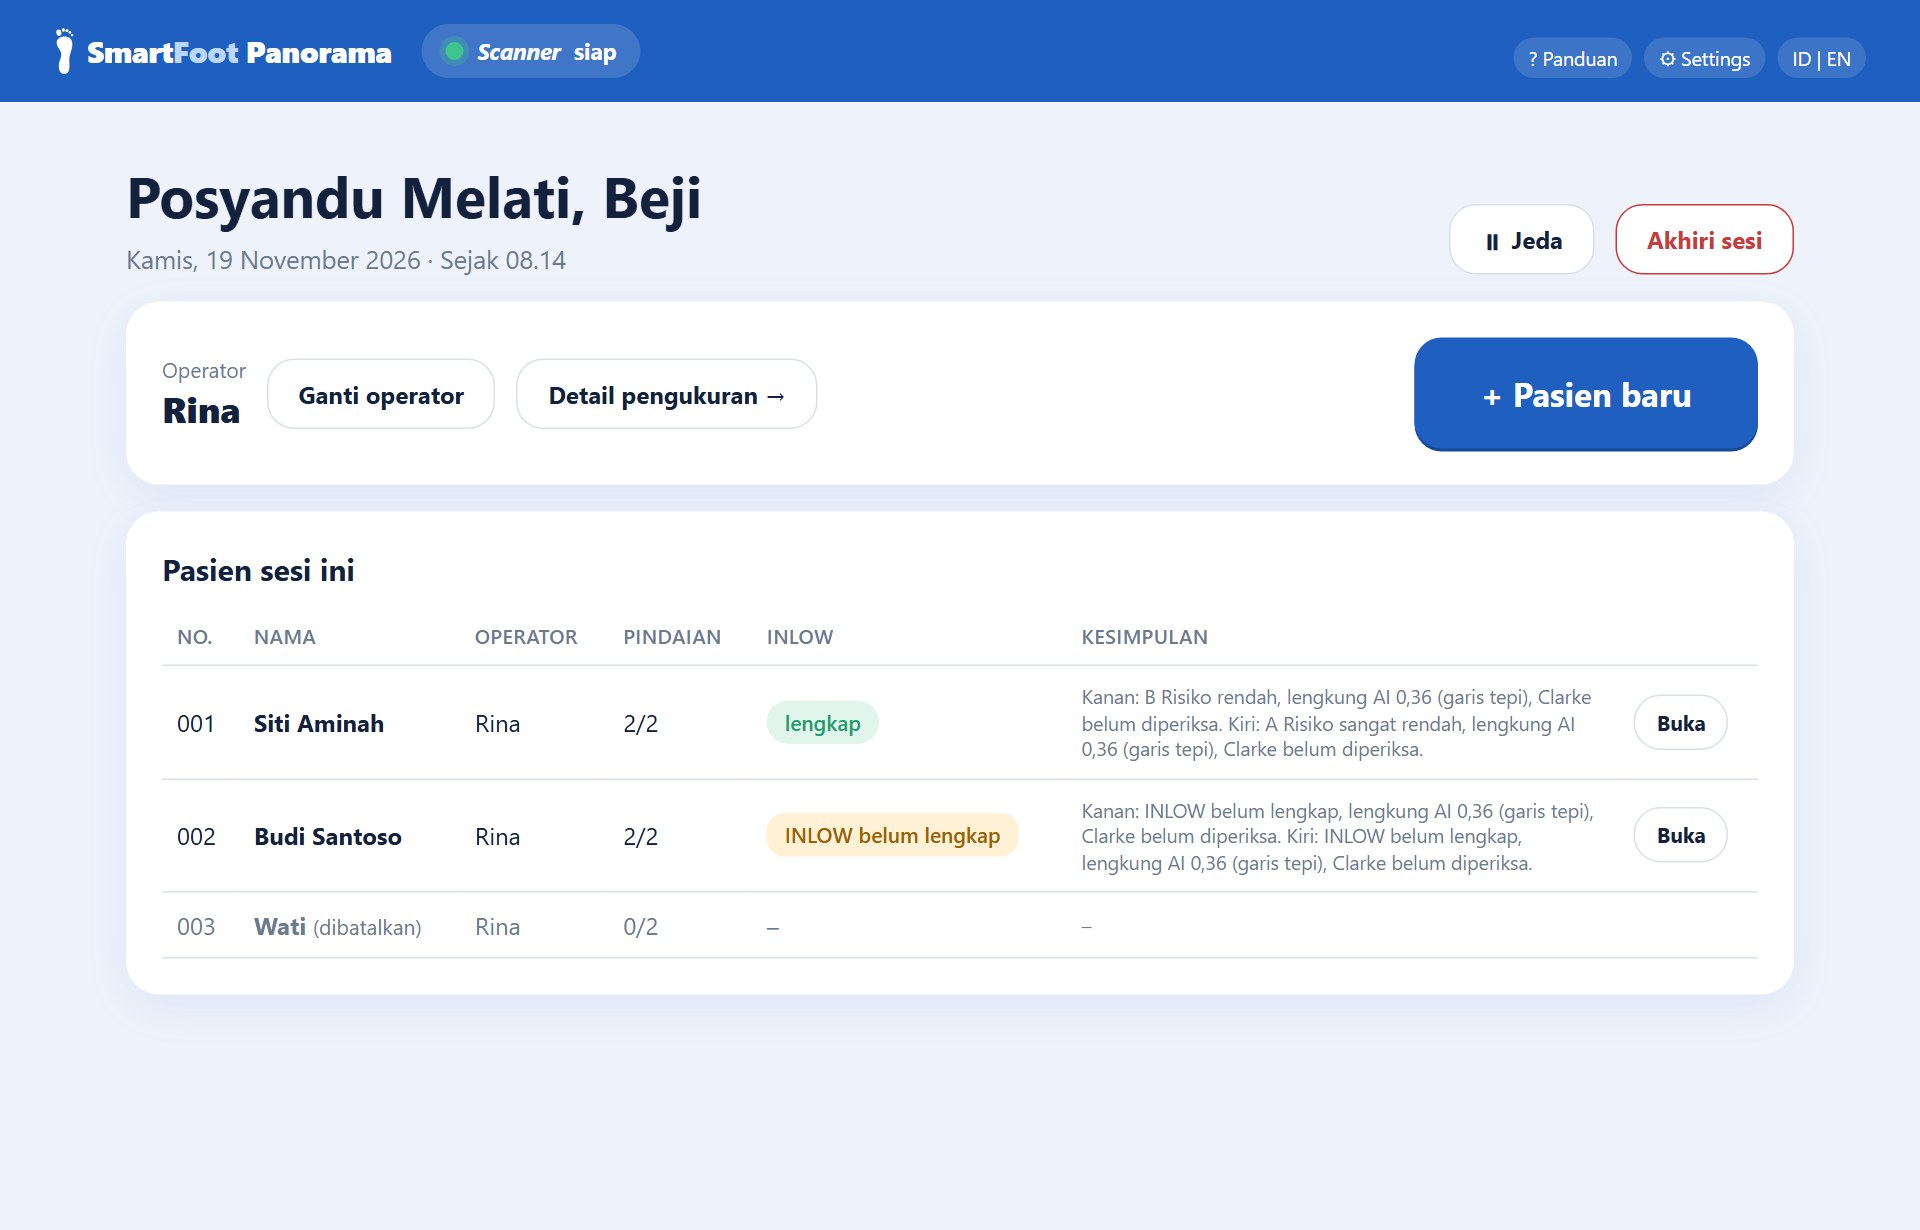 SmartFoot Panorama
Scanner siap
? Panduan
⚙ Settings
ID | EN
Posyandu Melati, Beji
Kamis, 19 November 2026 · Sejak 08.14
Jeda
Akhiri sesi
Operator
Rina
Ganti operator
Detail pengukuran →
+ Pasien baru
Pasien sesi ini
NO. NAMA OPERATOR PINDAIAN INLOW KESIMPULAN
001 Siti Aminah Rina 2/2 lengkap
Kanan: B Risiko rendah, lengkung AI 0,36 (garis tepi), Clarke
belum diperiksa. Kiri: A Risiko sangat rendah, lengkung AI
0,36 (garis tepi), Clarke belum diperiksa.
Buka
002 Budi Santoso Rina 2/2 INLOW belum lengkap
Kanan: INLOW belum lengkap, lengkung AI 0,36 (garis tepi),
Clarke belum diperiksa. Kiri: INLOW belum lengkap,
lengkung AI 0,36 (garis tepi), Clarke belum diperiksa.
Buka
003 Wati (dibatalkan) Rina 0/2 – –